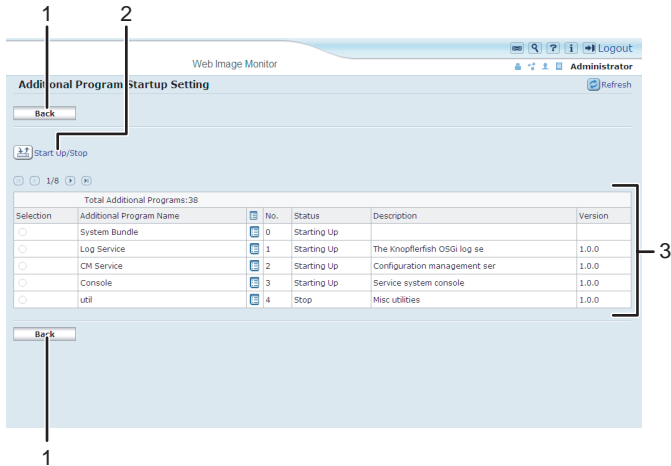 1
2
Logout
Web Image Monitor
Administrator
Additional Program Startup Setting
Refresh
Back
Start Up/Stop
1/8
Total Additional Programs:38
Selection Additional Program Name No. Status Description Version
System Bundle 0 Starting Up
Log Service 1 Starting Up The Knopflerfish OSGi log se 1.0.0
CM Service 2 Starting Up Configuration management ser 1.0.0
Console 3 Starting Up Service system console 1.0.0
util 4 Stop Misc utilities 1.0.0
3
Back
1